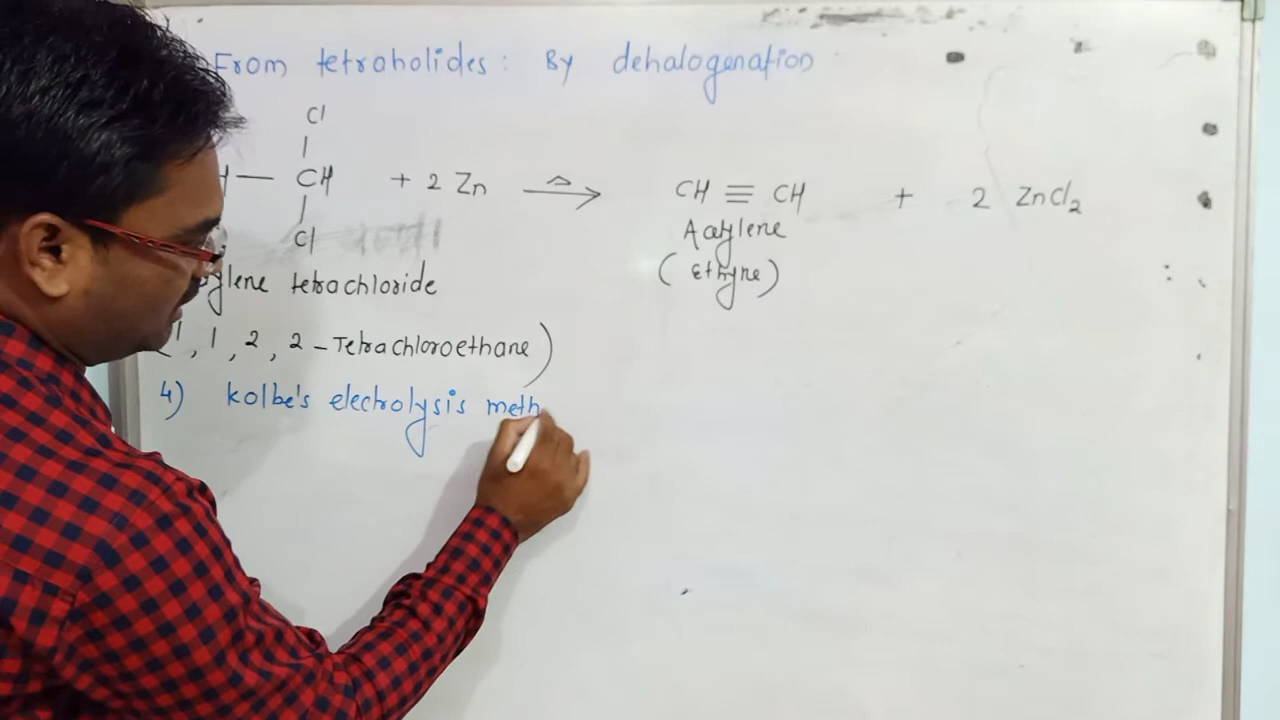 From tetrahalides: By dehalogenation
Cl
|
H — CH + 2 Zn △→ CH ≡ CH + 2 ZnCl₂
|
Cl
Acetylene
(Ethyne)
ylene tetrachloride
(1, 1, 2, 2 - Tetrachloroethane)
4) Kolbe's electrolysis meth